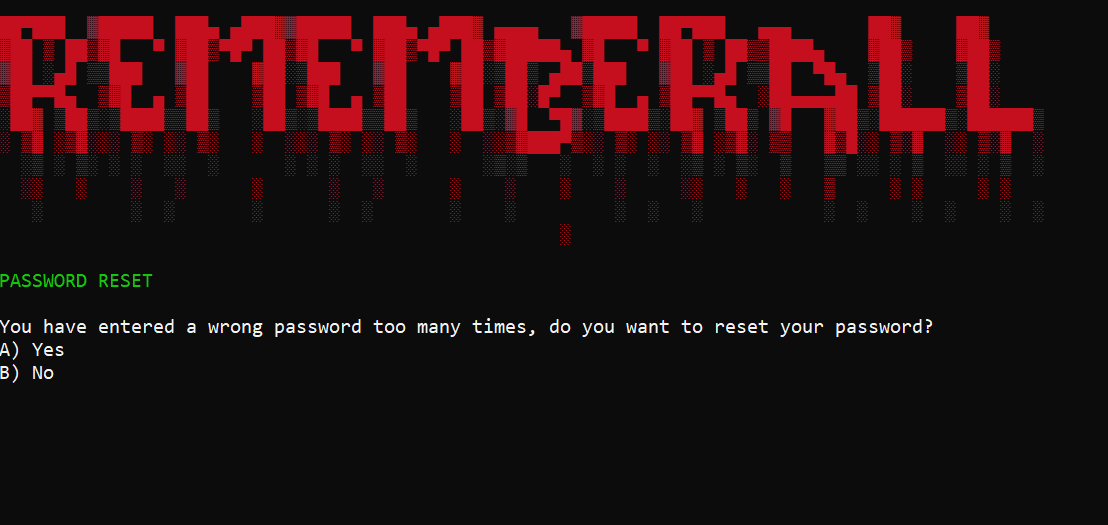 REMEMBERALL
PASSWORD RESET
You have entered a wrong password too many times, do you want to reset your password?
A) Yes
B) No